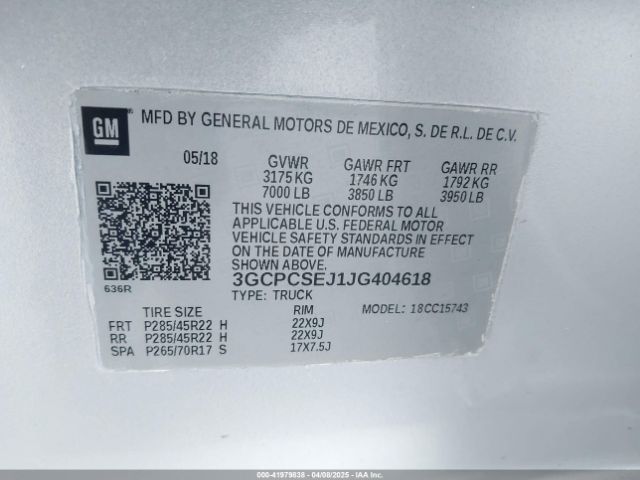 GM
MFD BY GENERAL MOTORS DE MEXICO, S. DE R.L. DE C.V.
05/18 GVWR GAWR FRT GAWR RR
3175 KG 1746 KG 1792 KG
7000 LB 3850 LB 3950 LB
THIS VEHICLE CONFORMS TO ALL
APPLICABLE U.S. FEDERAL MOTOR
VEHICLE SAFETY STANDARDS IN EFFECT
ON THE DATE OF MANUFACTURE
SHOWN ABOVE.
636R 3GCPCSEJ1JG404618
TYPE: TRUCK MODEL: 18CC15743
TIRE SIZE RIM
FRT P285/45R22 H 22X9J
RR P285/45R22 H 22X9J
SPA P265/70R17 S 17X7.5J
000-41979838 - 04/08/2025 - IAAI.COM